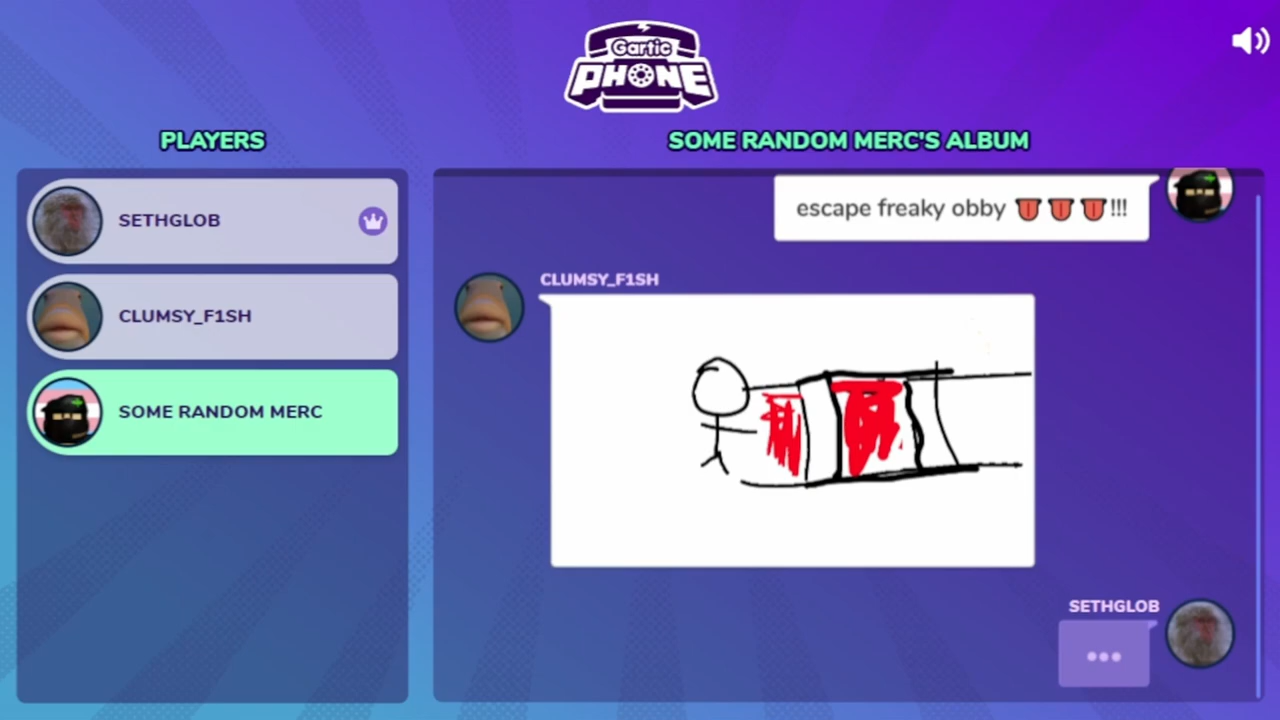 Gartic
PHONE
PLAYERS
SOME RANDOM MERC'S ALBUM
SETHGLOB
CLUMSY_F1SH
SOME RANDOM MERC
escape freaky obby 👅👅👅!!!
CLUMSY_F1SH
SETHGLOB
•••